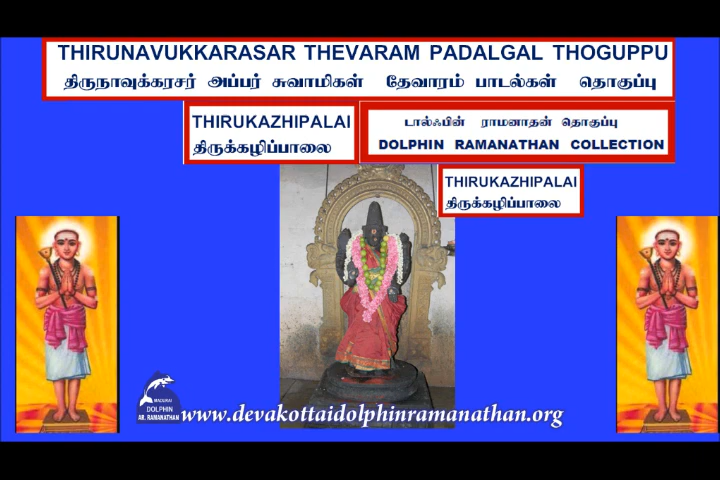 THIRUNAVUKKARASAR THEVARAM PADALGAL THOGUPPU
திருநாவுக்கரசர் அப்பர் சுவாமிகள் தேவாரம் பாடல்கள் தொகுப்பு
THIRUKAZHIPALAI
திருக்கழிப்பாலை
டால்ஃபின் ராமனாதன் தொகுப்பு
DOLPHIN RAMANATHAN COLLECTION
THIRUKAZHIPALAI
திருக்கழிப்பாலை
MADURAI
DOLPHIN
AR. RAMANATHAN
www.devakottaidolphinramanathan.org